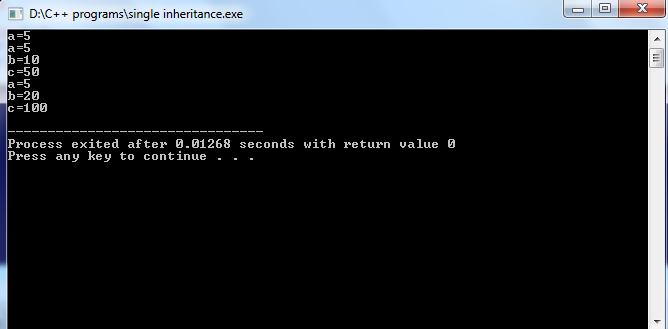 D:\C++ programs\single inheritance.exe
a=5
a=5
b=10
c=50
a=5
b=20
c=100
--------------------------------
Process exited after 0.01268 seconds with return value 0
Press any key to continue . . .